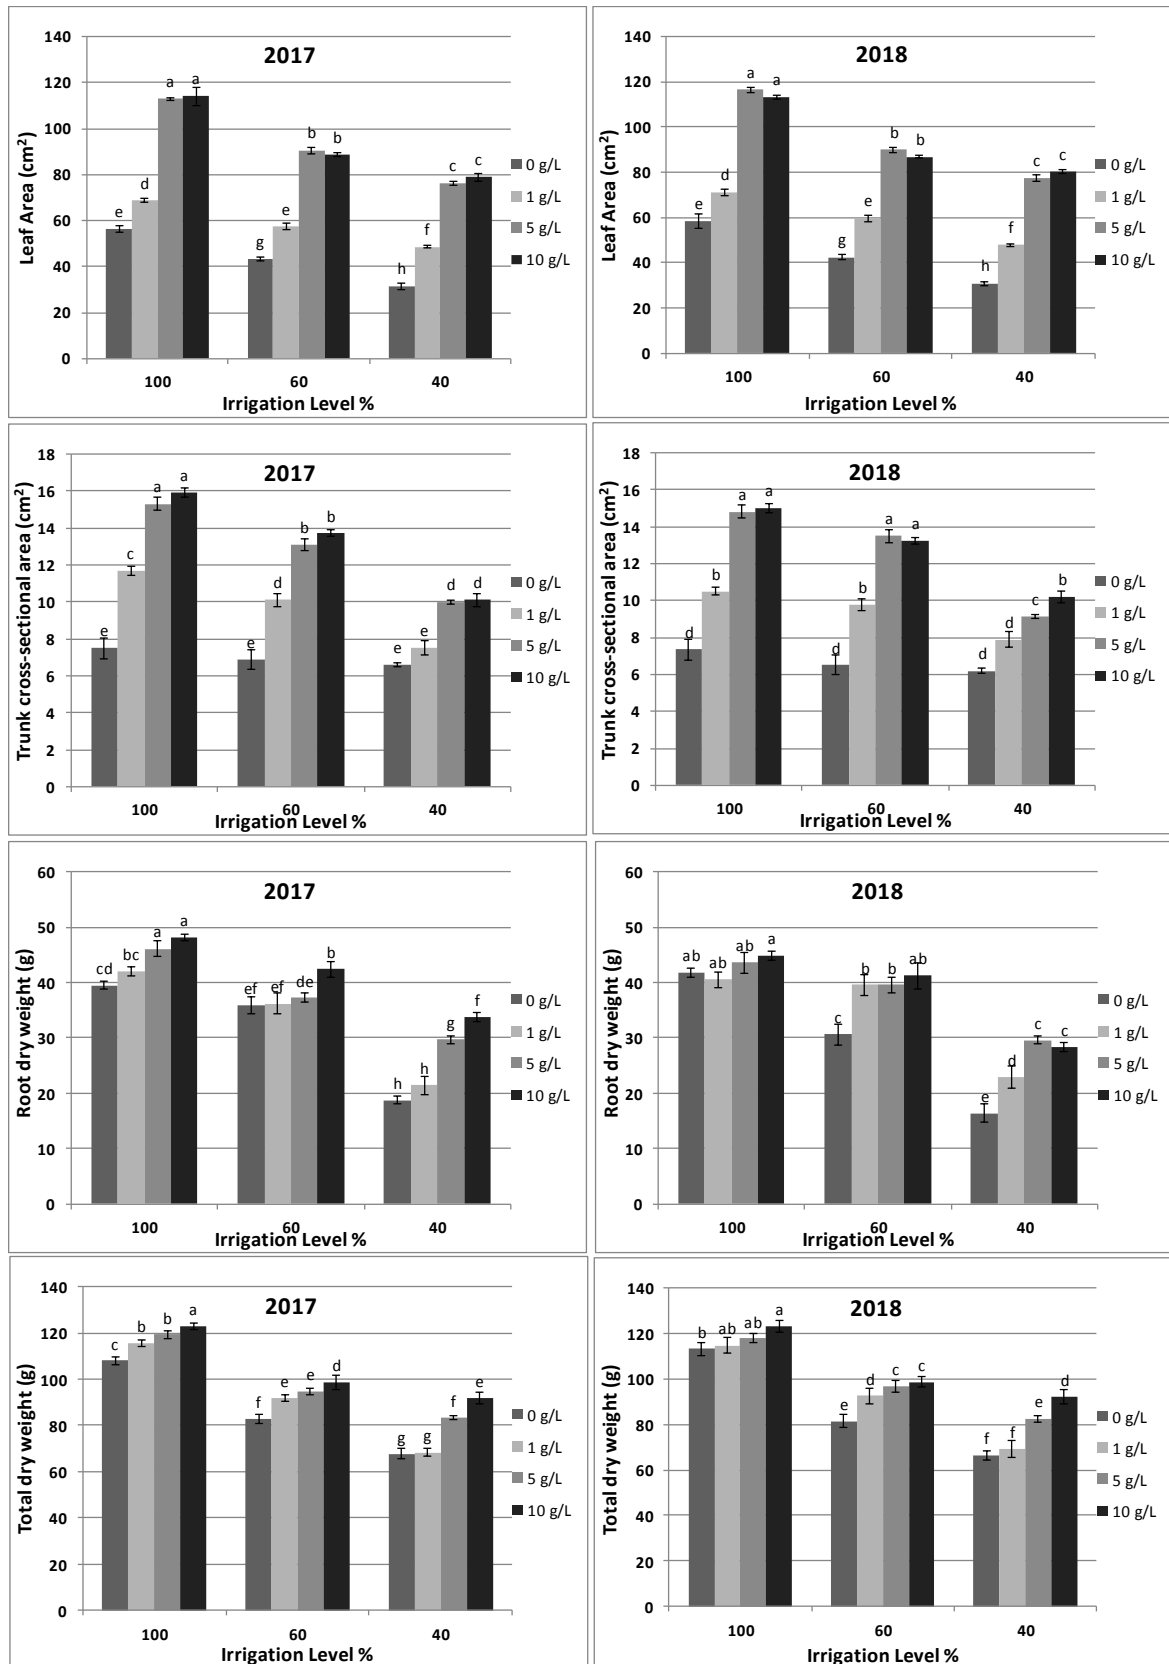 2017
Leaf Area (cm²)
140
120
100
80
60
40
20
0
a a
d
e
b b
e
g
c c
f
h
100 60 40
Irrigation Level %
0 g/L
1 g/L
5 g/L
10 g/L
2018
Leaf Area (cm²)
140
120
100
80
60
40
20
0
a a
d
e
b b
e
g
c c
f
h
100 60 40
Irrigation Level %
0 g/L
1 g/L
5 g/L
10 g/L
2017
Trunk cross-sectional area (cm²)
18
16
14
12
10
8
6
4
2
0
a a
c
e
b b
d
e
d d
e
e
100 60 40
Irrigation Level %
0 g/L
1 g/L
5 g/L
10 g/L
2018
Trunk cross-sectional area (cm²)
18
16
14
12
10
8
6
4
2
0
a a
b
d
a a
b
d
b
c
d
d
100 60 40
Irrigation Level %
0 g/L
1 g/L
5 g/L
10 g/L
2017
Root dry weight (g)
60
50
40
30
20
10
0
cd bc a a
ef ef de b
h h g f
100 60 40
Irrigation Level %
0 g/L
1 g/L
5 g/L
10 g/L
2018
Root dry weight (g)
60
50
40
30
20
10
0
ab ab ab a
c b b ab
e d c c
100 60 40
Irrigation Level %
0 g/L
1 g/L
5 g/L
10 g/L
2017
Total dry weight (g)
140
120
100
80
60
40
20
0
c b b a
f e e d
g g f e
100 60 40
Irrigation Level %
0 g/L
1 g/L
5 g/L
10 g/L
2018
Total dry weight (g)
140
120
100
80
60
40
20
0
b ab ab a
e d c c
f f e d
100 60 40
Irrigation Level %
0 g/L
1 g/L
5 g/L
10 g/L